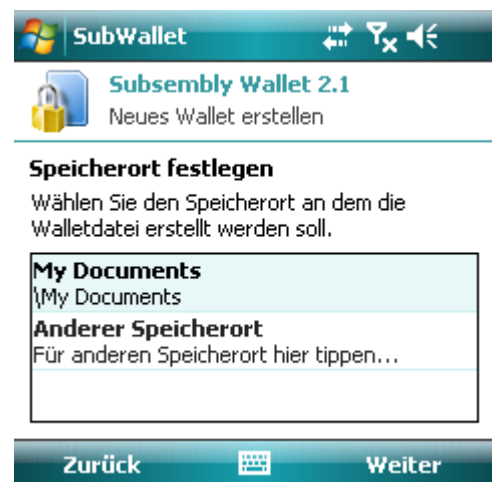 SubWallet
Subsembly Wallet 2.1
Neues Wallet erstellen
Speicherort festlegen
Wählen Sie den Speicherort an dem die
Walletdatei erstellt werden soll.
My Documents
\My Documents
Anderer Speicherort
Für anderen Speicherort hier tippen...
Zurück Weiter